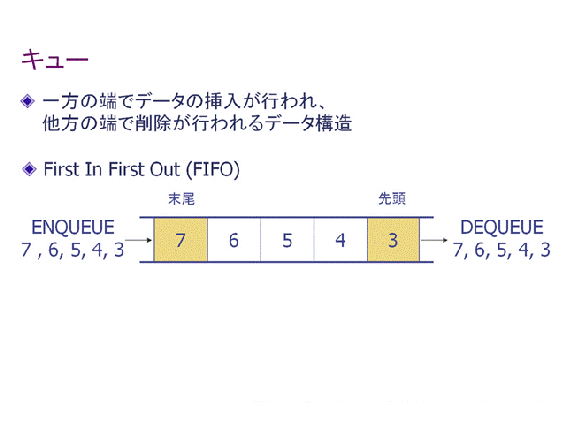 キュー
一方の端でデータの挿入が行われ、
他方の端で削除が行われるデータ構造
First In First Out (FIFO)
末尾 先頭
ENQUEUE
7 , 6, 5, 4, 3
7 6 5 4 3
DEQUEUE
7, 6, 5, 4, 3